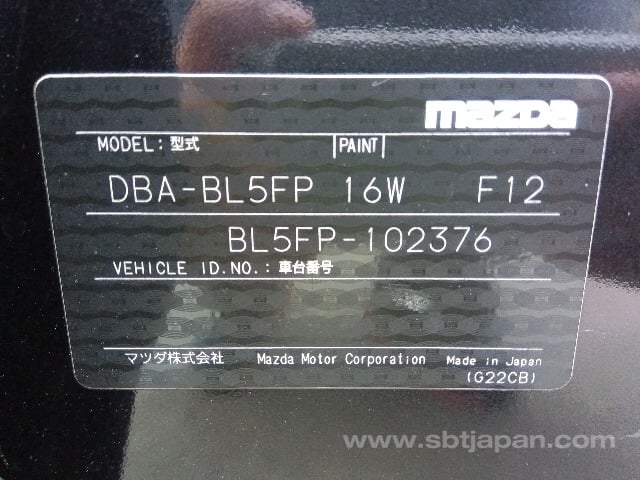 mazda
MODEL: 型式 |PAINT|
DBA-BL5FP 16W F12
BL5FP-102376
VEHICLE ID.NO.: 車台番号
マツダ株式会社 Mazda Motor Corporation Made in Japan
(G22CB)
www.sbtjapan.com